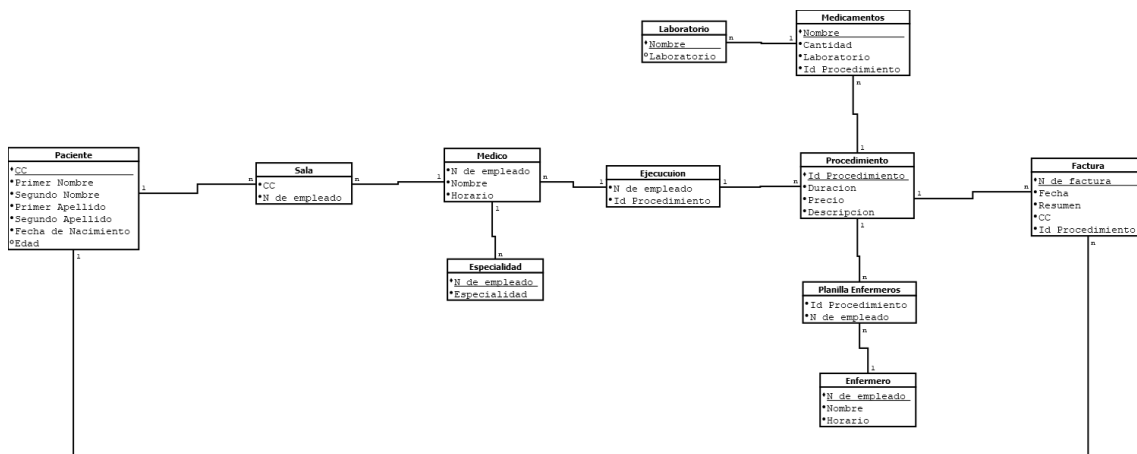 Medicamentos
Nombre
Cantidad
Laboratorio
Id Procedimiento
Laboratorio
Nombre
Laboratorio
n
1
n
1
Paciente
CC
Primer Nombre
Segundo Nombre
Primer Apellido
Segundo Apellido
Fecha de Nacimiento
Edad
1
n
Sala
CC
N de empleado
n
1
Medico
N de empleado
Nombre
Horario
n
1
Ejecucuion
N de empleado
Id Procedimiento
1
n
Procedimiento
Id Procedimiento
Duracion
Precio
Descripcion
1
n
Factura
N de factura
Fecha
Resumen
CC
Id Procedimiento
1
n
1
n
Especialidad
N de empleado
Especialidad
1
n
Planilla Enfermeros
Id Procedimiento
N de empleado
n
1
Enfermero
N de empleado
Nombre
Horario